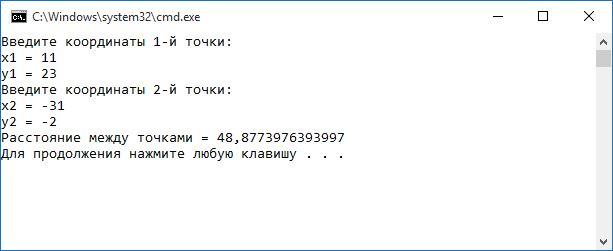 C:\Windows\system32\cmd.exe
Введите координаты 1-й точки:
x1 = 11
y1 = 23
Введите координаты 2-й точки:
x2 = -31
y2 = -2
Расстояние между точками = 48,8773976393997
Для продолжения нажмите любую клавишу . . .